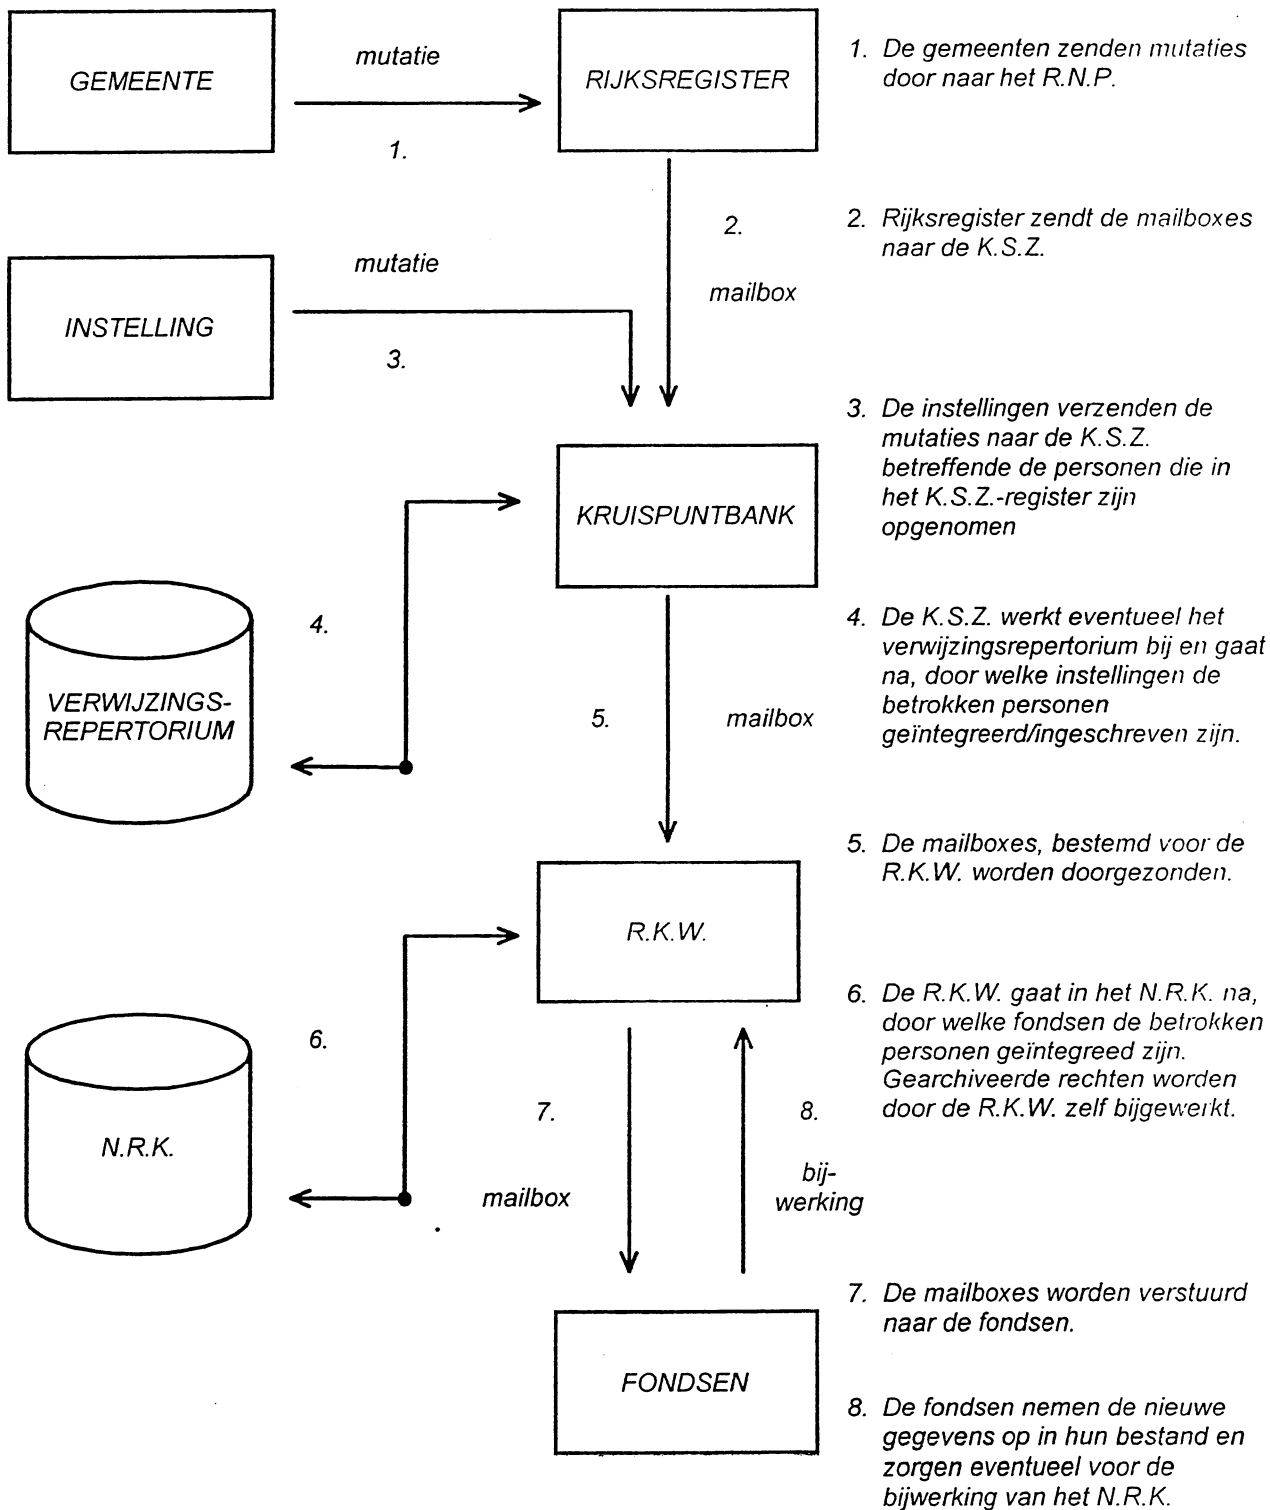 GEMEENTE
mutatie
1.
RIJKSREGISTER
1. De gemeenten zenden mutaties
door naar het R.N.P.
2.
mailbox
2. Rijksregister zendt de mailboxes
naar de K.S.Z.
INSTELLING
mutatie
3.
3. De instellingen verzenden de
mutaties naar de K.S.Z.
betreffende de personen die in
het K.S.Z.-register zijn
opgenomen
KRUISPUNTBANK
4.
VERWIJZINGS-
REPERTORIUM
5.
mailbox
4. De K.S.Z. werkt eventueel het
verwijzingsrepertorium bij en gaat
na, door welke instellingen de
betrokken personen
geïntegreerd/ingeschreven zijn.
5. De mailboxes, bestemd voor de
R.K.W. worden doorgezonden.
R.K.W.
6.
N.R.K.
6. De R.K.W. gaat in het N.R.K. na,
door welke fondsen de betrokken
personen geïntegreed zijn.
Gearchiveerde rechten worden
door de R.K.W. zelf bijgewerkt.
7.
mailbox
8.
bij-
werking
7. De mailboxes worden verstuurd
naar de fondsen.
FONDSEN
8. De fondsen nemen de nieuwe
gegevens op in hun bestand en
zorgen eventueel voor de
bijwerking van het N.R.K.